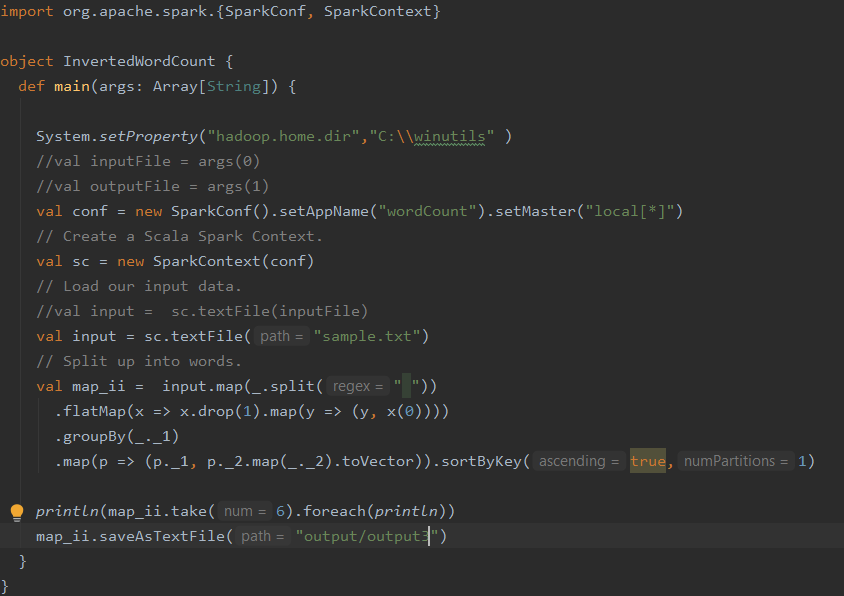 import org.apache.spark.{SparkConf, SparkContext}
object InvertedWordCount {
def main(args: Array[String]) {
System.setProperty("hadoop.home.dir","C:\\winutils" )
//val inputFile = args(0)
//val outputFile = args(1)
val conf = new SparkConf().setAppName("wordCount").setMaster("local[*]")
// Create a Scala Spark Context.
val sc = new SparkContext(conf)
// Load our input data.
//val input =  sc.textFile(inputFile)
val input = sc.textFile( path = "sample.txt")
// Split up into words.
val map_ii =  input.map(_.split( regex = " "))
.flatMap(x => x.drop(1).map(y => (y, x(0))))
.groupBy(_._1)
.map(p => (p._1, p._2.map(_._2).toVector)).sortByKey( ascending = true, numPartitions = 1)
println(map_ii.take( num = 6).foreach(println))
map_ii.saveAsTextFile( path = "output/output3")
}
}